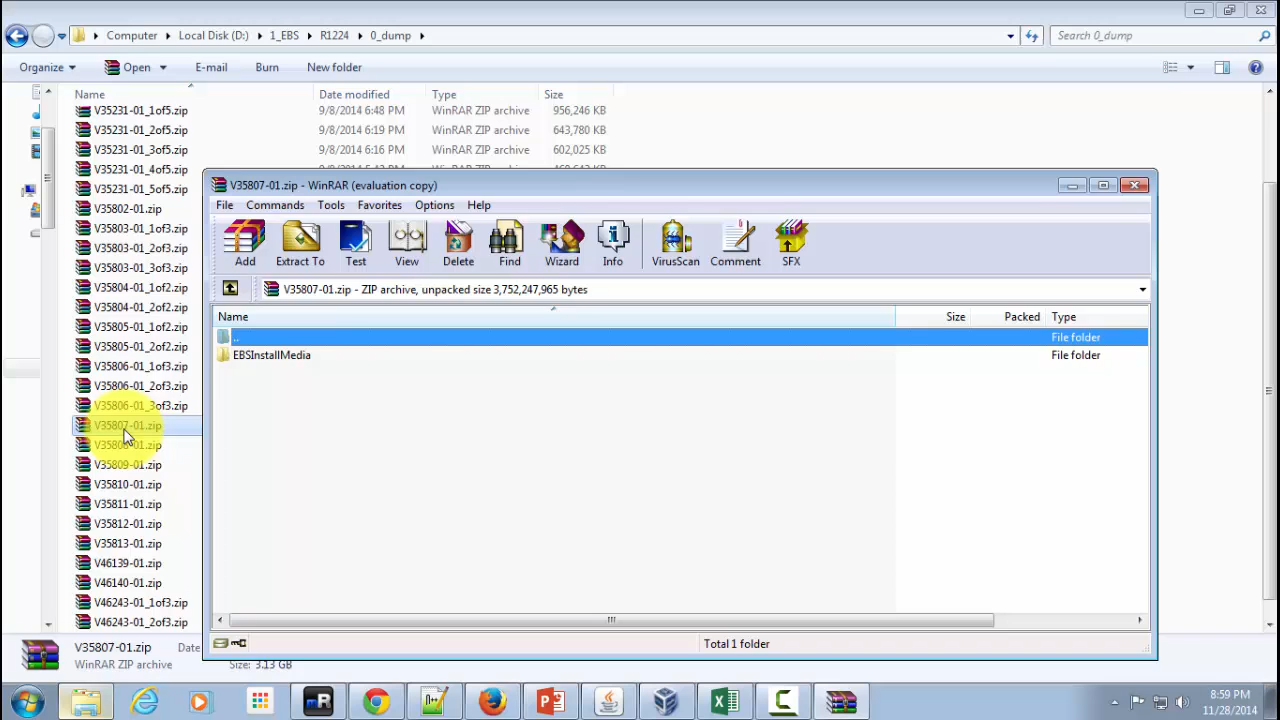 Computer Local Disk (D:) 1_EBS R1224 0_dump Search 0_dump
Organize Open E-mail Burn New folder
Name Date modified Type Size
V35231-01_1of5.zip 9/8/2014 6:48 PM WinRAR ZIP archive 956,246 KB
V35231-01_2of5.zip 9/8/2014 6:19 PM WinRAR ZIP archive 643,780 KB
V35231-01_3of5.zip 9/8/2014 6:16 PM WinRAR ZIP archive 602,025 KB
V35231-01_4of5.zip
V35231-01_5of5.zip
V35802-01.zip
V35803-01_1of3.zip
V35803-01_2of3.zip
V35803-01_3of3.zip
V35804-01_1of2.zip
V35804-01_2of2.zip
V35805-01_1of2.zip
V35805-01_2of2.zip
V35806-01_1of3.zip
V35806-01_2of3.zip
V35806-01_3of3.zip
V35807-01.zip
V35808-01.zip
V35809-01.zip
V35810-01.zip
V35811-01.zip
V35812-01.zip
V35813-01.zip
V46139-01.zip
V46140-01.zip
V46243-01_1of3.zip
V46243-01_2of3.zip
V35807-01.zip - WinRAR (evaluation copy)
File Commands Tools Favorites Options Help
Add Extract To Test View Delete Find Wizard Info VirusScan Comment SFX
V35807-01.zip - ZIP archive, unpacked size 3,752,247,965 bytes
Name Size Packed Type
.. File folder
EBSInstallMedia File folder
Total 1 folder
V35807-01.zip Date
WinRAR ZIP archive Size: 3.13 GB
8:59 PM
11/28/2014